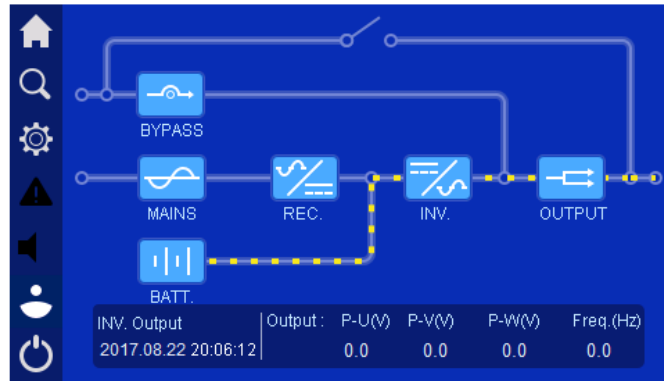 BYPASS
MAINS
REC.
INV.
OUTPUT
BATT.
INV. Output
2017.08.22 20:06:12
Output : P-U(V) P-V(V) P-W(V) Freq.(Hz)
0.0 0.0 0.0 0.0